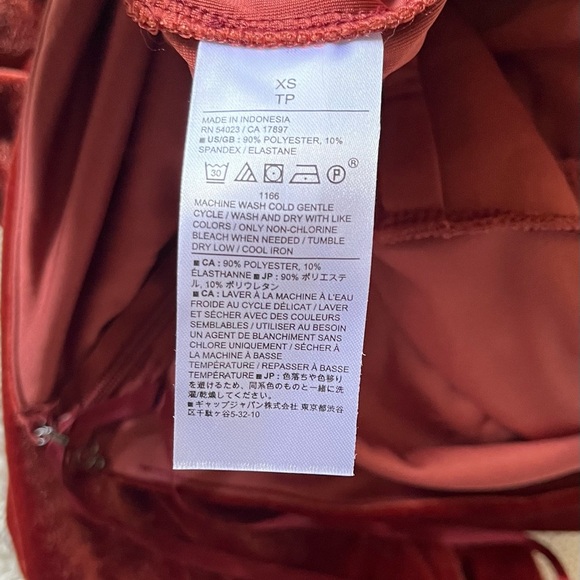 XS
TP
MADE IN INDONESIA
RN 54023 / CA 17897
■ US/GB : 90% POLYESTER, 10%
SPANDEX / ELASTANE
30 P ®
1166
MACHINE WASH COLD GENTLE
CYCLE / WASH AND DRY WITH LIKE
COLORS / ONLY NON-CHLORINE
BLEACH WHEN NEEDED / TUMBLE
DRY LOW / COOL IRON
■ CA : 90% POLYESTER, 10%
ÉLASTHANNE ■ JP : 90% ポリエステ
ル, 10% ポリウレタン
■ CA : LAVER À LA MACHINE À L'EAU
FROIDE AU CYCLE DÉLICAT / LAVER
ET SÉCHER AVEC DES COULEURS
SEMBLABLES / UTILISER AU BESOIN
UN AGENT DE BLANCHIMENT SANS
CHLORE UNIQUEMENT / SÉCHER À
LA MACHINE À BASSE
TEMPÉRATURE / REPASSER À BASSE
TEMPÉRATURE ■ JP : 色落ちや色移り
を避けるため、同系色のものと一緒に洗
濯/乾燥してください。
■ ギャップジャパン株式会社 東京都渋谷
区千駄ヶ谷5-32-10